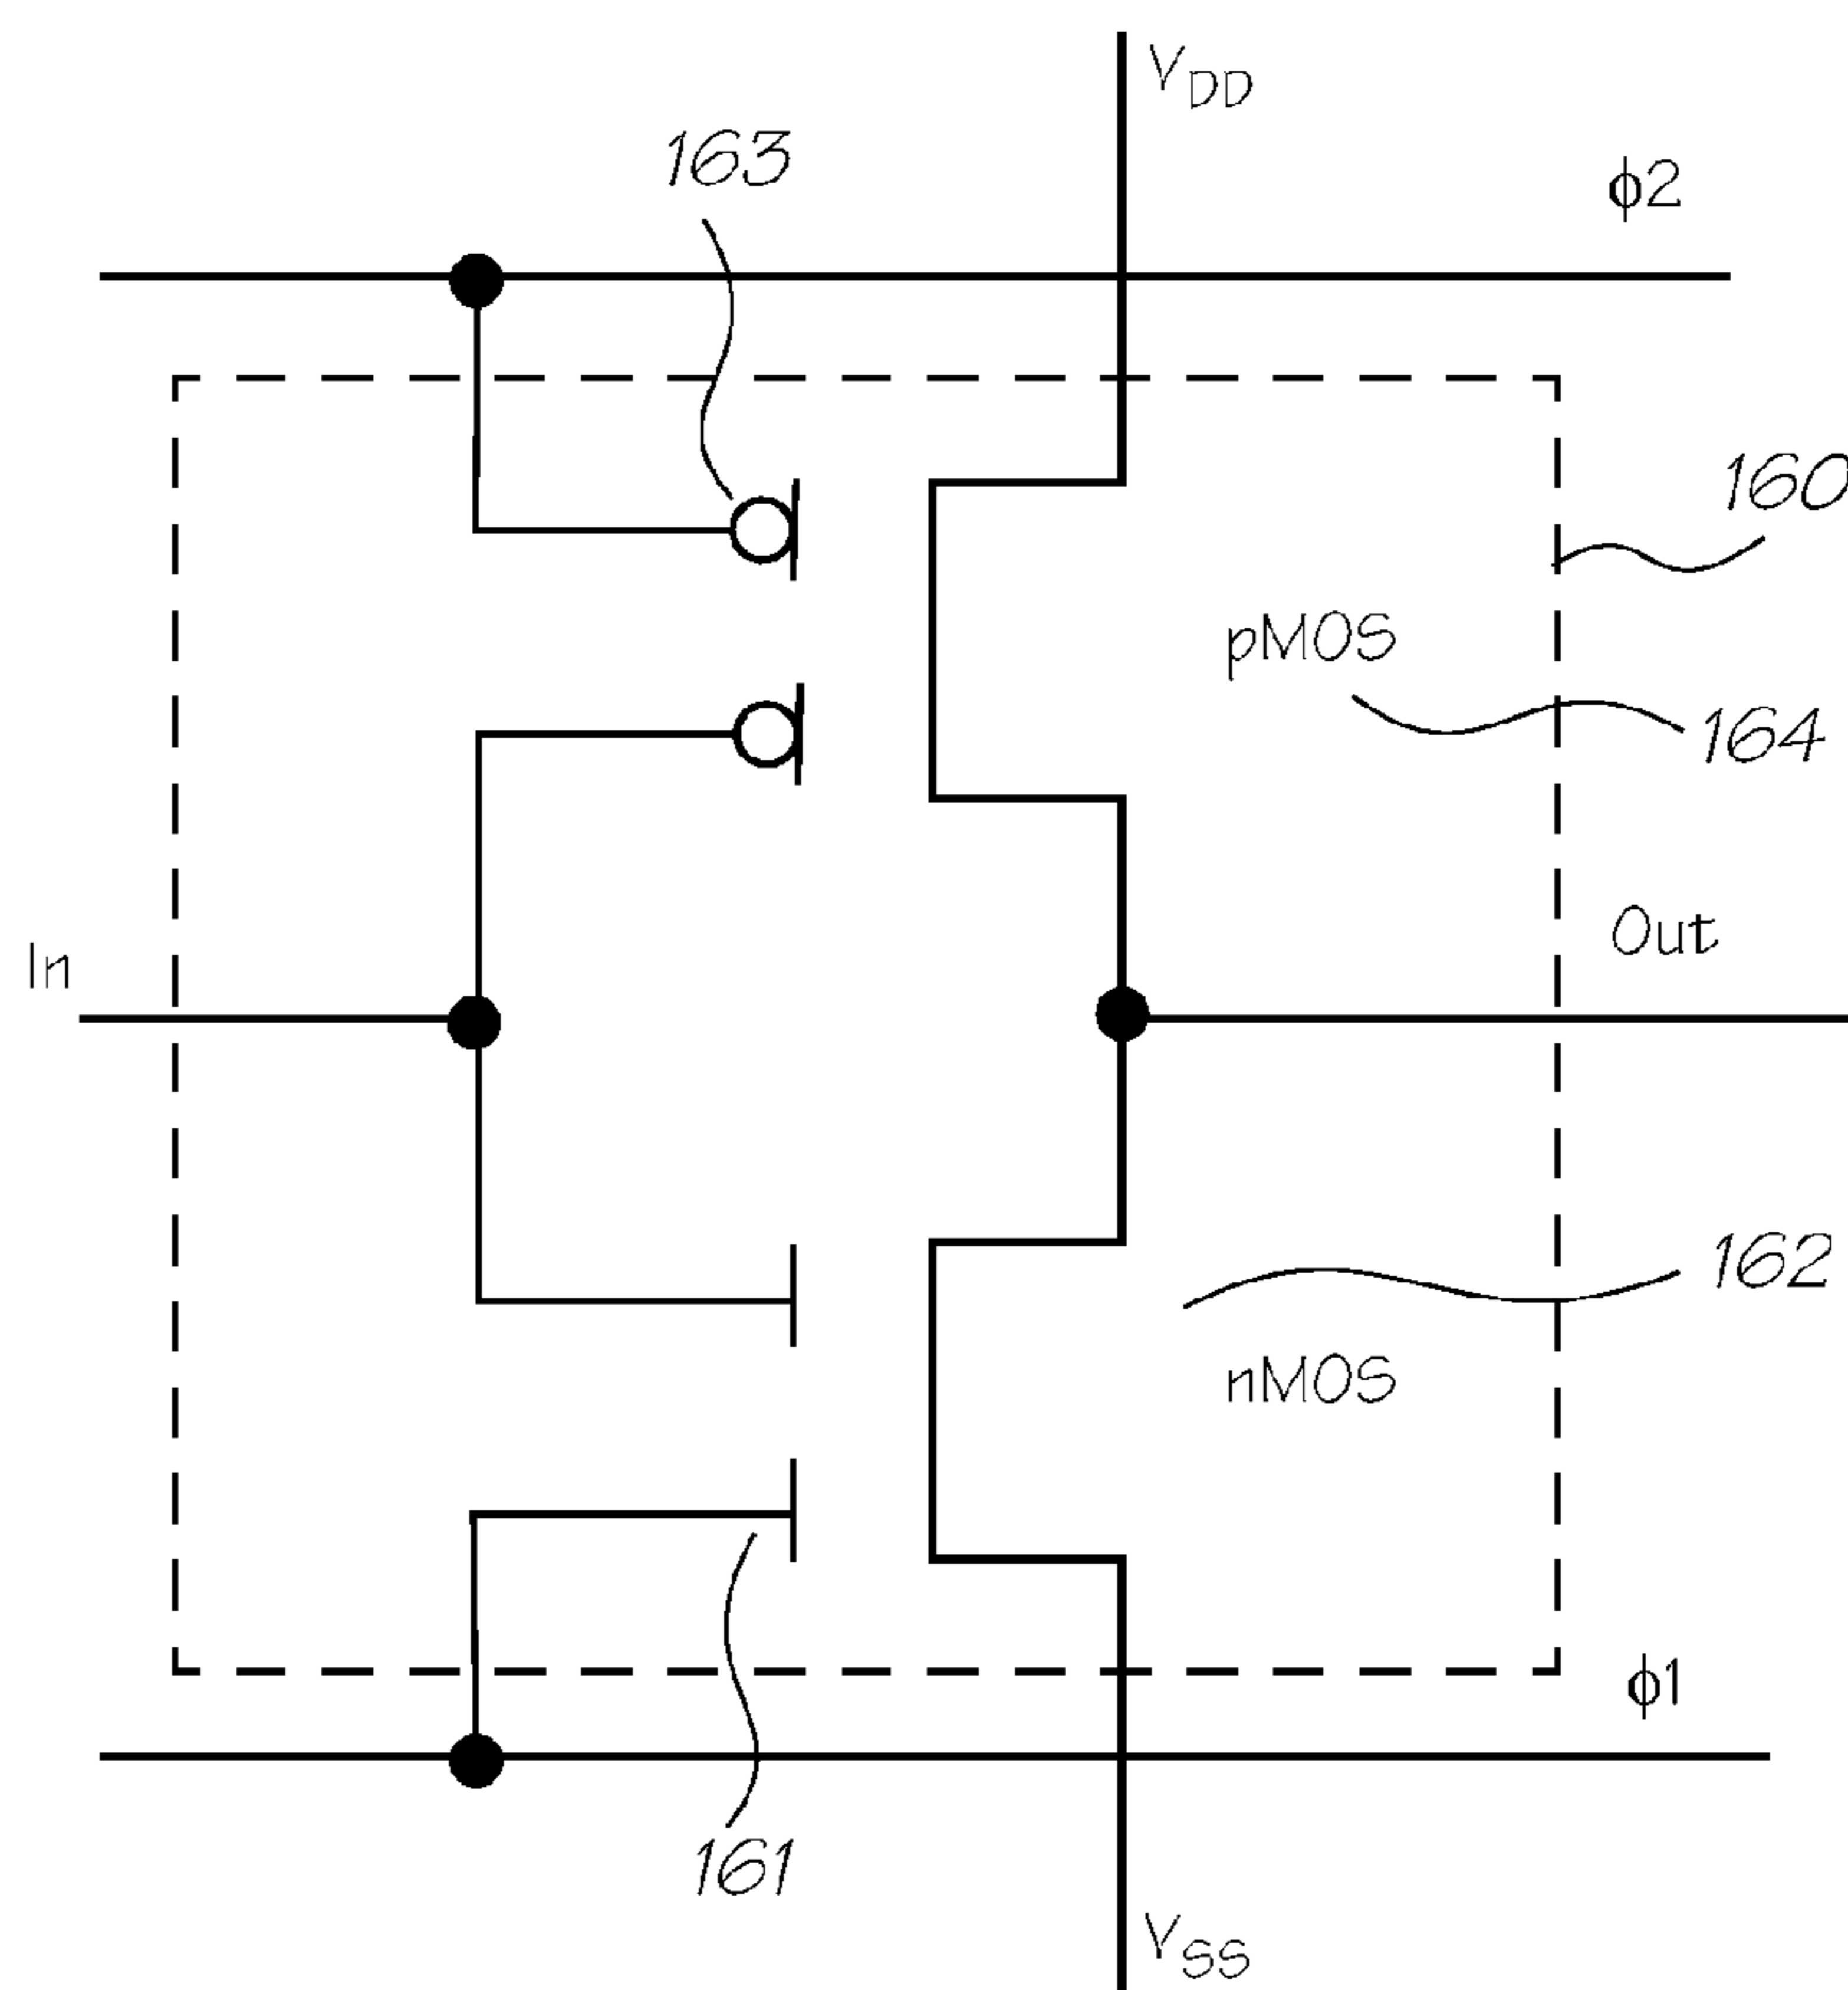 VDD
163
ϕ2
160
pMOS
164
Out
In
162
nMOS
ϕ1
161
VSS